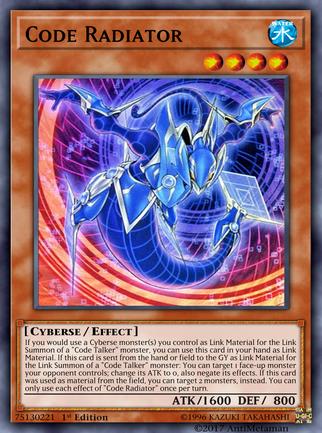 CODE RADIATOR
WATER
水
[CYBERSE / EFFECT]
If you would use a Cyberse monster(s) you control as Link Material for the Link
Summon of a "Code Talker" monster, you can use this card in your hand as Link
Material. If this card is sent from the hand or field to the GY as Link Material for
the Link Summon of a "Code Talker" monster: You can target 1 face-up monster
your opponent controls; change its ATK to 0, also negate its effects. If this card
was used as material from the field, you can target 2 monsters, instead. You can
only use each effect of "Code Radiator" once per turn.
ATK/1600 DEF/ 800
75130221 1st Edition ©1996 KAZUKI TAKAHASHI
©2017 AntiMetaman